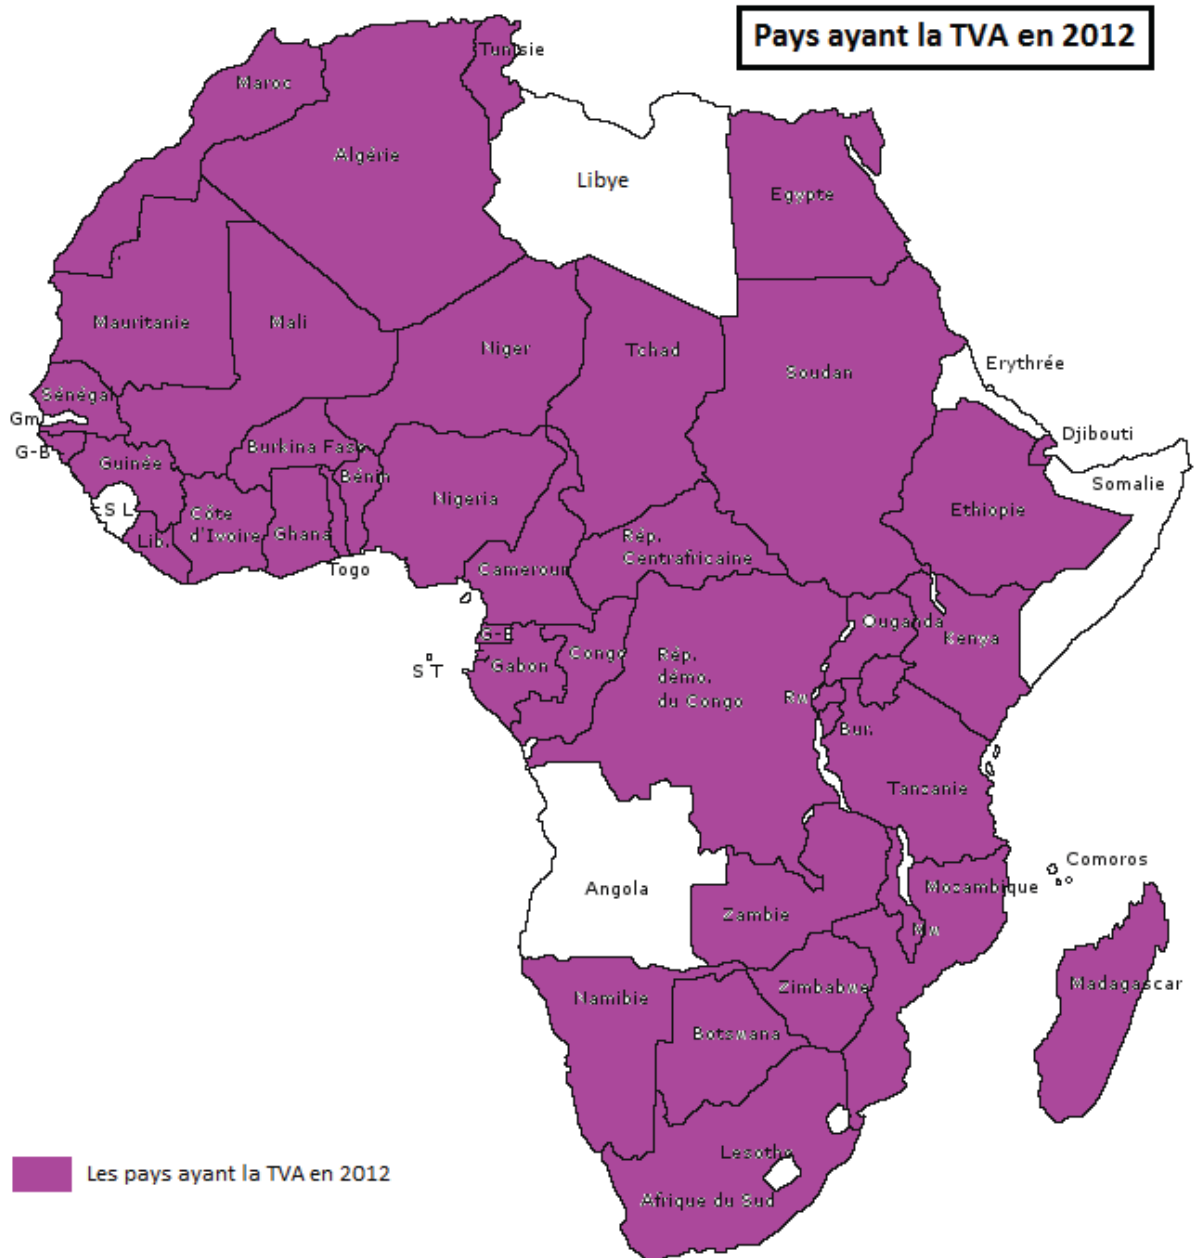 Pays ayant la TVA en 2012
Tunisie
Maroc
Algérie
Libye
Egypte
Mauritanie
Mali
Niger
Tchad
Soudan
Erythrée
Sénégal
Gm
Djibouti
G-B
Guinée
Burkina Faso
Bénin
Nigeria
Somalie
S L
Côte
d'Ivoire
Ghana
Ethiopie
Lib.
Togo
Cameroun
Rép.
Centrafricaine
Ouganda
Kenya
G-E
S T
Gabon
Congo
Rép.
démo.
du Congo
Rw
Bur.
Tanzanie
Comoros
Angola
Mozambique
Zambie
Mw
Namibie
Zimbabwe
Madagascar
Botswana
Lesotho
Les pays ayant la TVA en 2012
Afrique du Sud